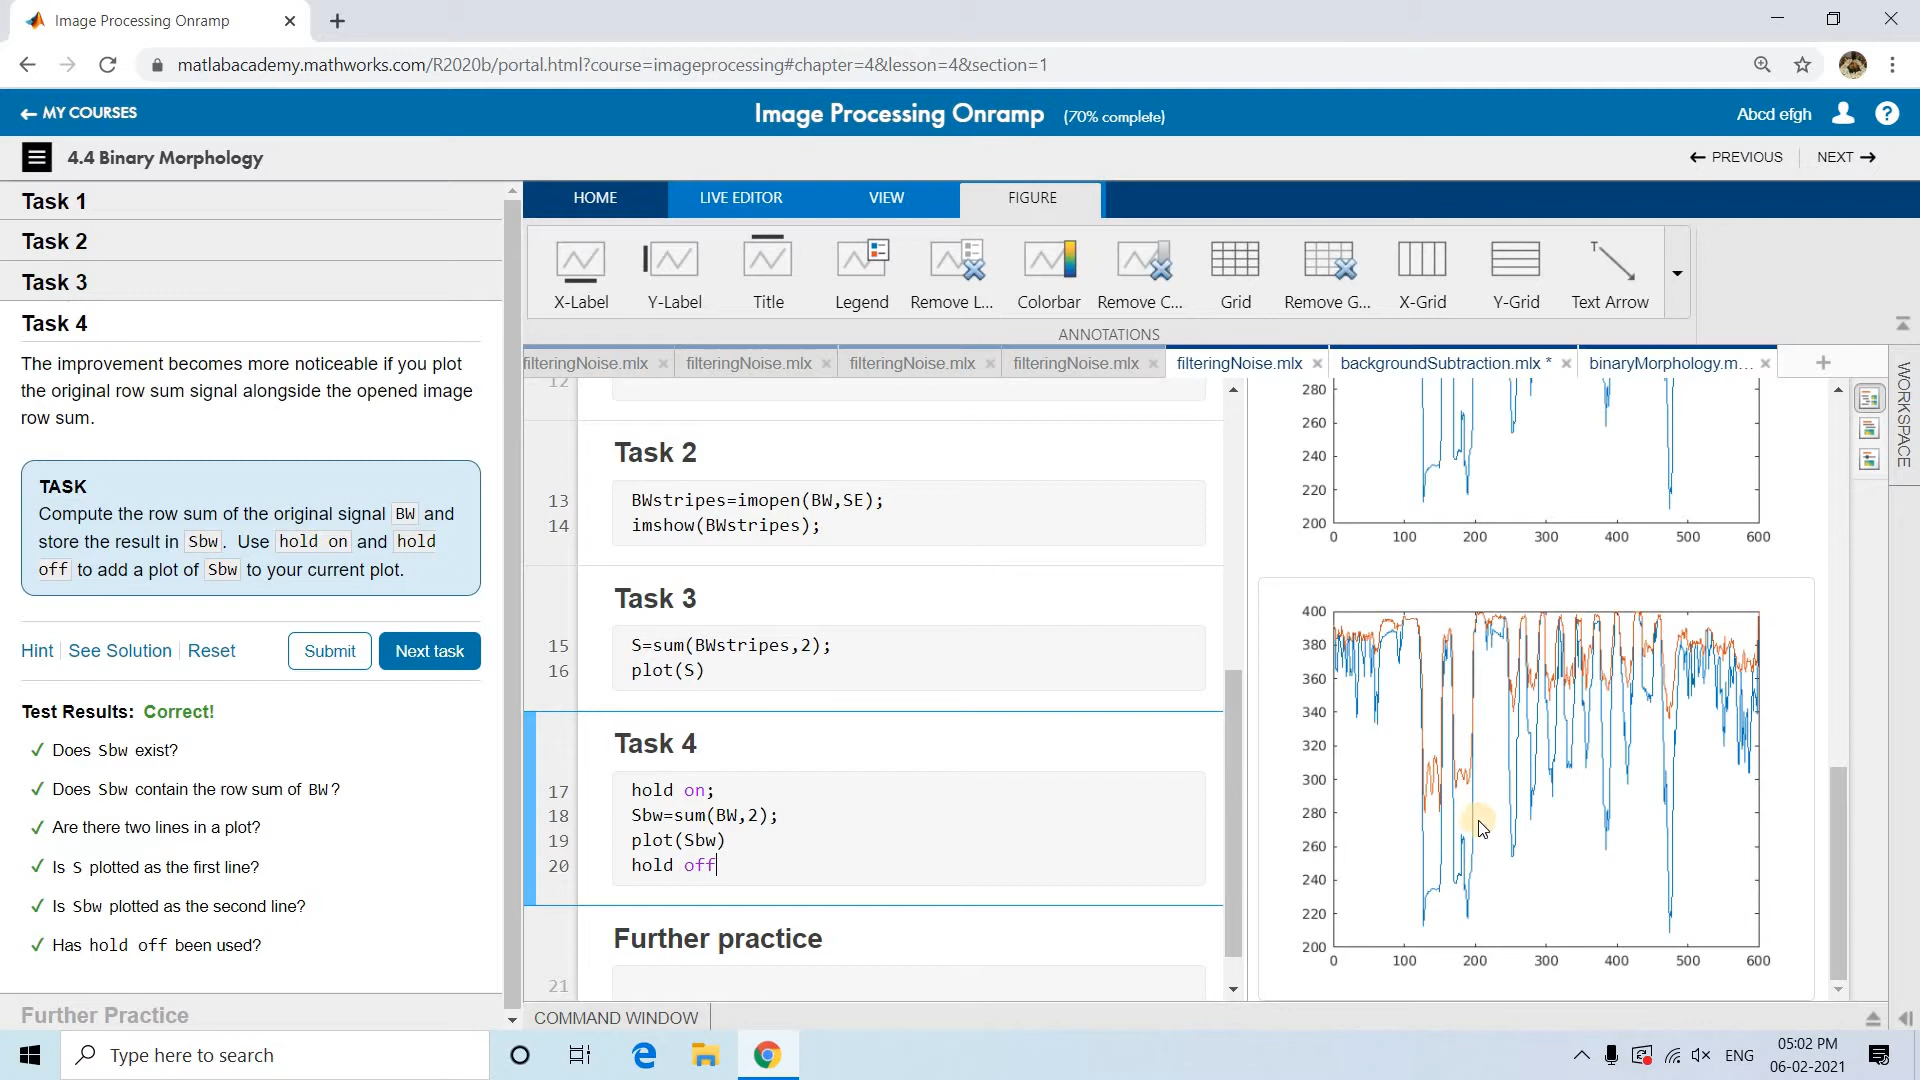 Image Processing Onramp
matlabacademy.mathworks.com/R2020b/portal.html?course=imageprocessing#chapter=4&lesson=4&section=1
MY COURSES
Image Processing Onramp (70% complete)
Abcd efgh
4.4 Binary Morphology
PREVIOUS
NEXT
Task 1
Task 2
Task 3
Task 4
The improvement becomes more noticeable if you plot
the original row sum signal alongside the opened image
row sum.
TASK
Compute the row sum of the original signal BW and
store the result in Sbw. Use hold on and hold
off to add a plot of Sbw to your current plot.
Hint
See Solution
Reset
Submit
Next task
Test Results: Correct!
Does Sbw exist?
Does Sbw contain the row sum of BW?
Are there two lines in a plot?
Is S plotted as the first line?
Is Sbw plotted as the second line?
Has hold off been used?
Further Practice
HOME
LIVE EDITOR
VIEW
FIGURE
X-Label
Y-Label
Title
Legend
Remove L...
Colorbar
Remove C...
Grid
Remove G...
X-Grid
Y-Grid
Text Arrow
ANNOTATIONS
filteringNoise.mlx
filteringNoise.mlx
filteringNoise.mlx
filteringNoise.mlx
filteringNoise.mlx
backgroundSubtraction.mlx *
binaryMorphology.m...
WORKSPACE
12
Task 2
13 BWstripes=imopen(BW,SE);
14 imshow(BWstripes);
Task 3
15 S=sum(BWstripes,2);
16 plot(S)
Task 4
17 hold on;
18 Sbw=sum(BW,2);
19 plot(Sbw)
20 hold off
Further practice
21
COMMAND WINDOW
280
260
240
220
200
0 100 200 300 400 500 600
400
380
360
340
320
300
280
260
240
220
200
0 100 200 300 400 500 600
Type here to search
ENG
05:02 PM
06-02-2021